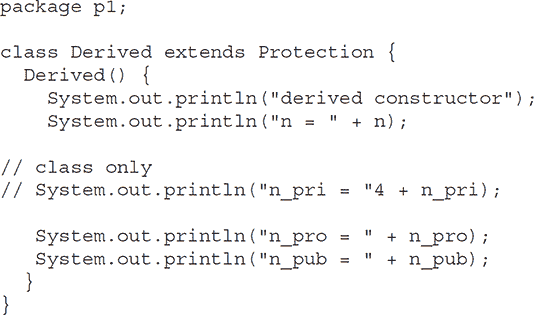 package p1;
class Derived extends Protection {
Derived() {
System.out.println("derived constructor");
System.out.println("n = " + n);
// class only
// System.out.println("n_pri = "4 + n_pri);
System.out.println("n_pro = " + n_pro);
System.out.println("n_pub = " + n_pub);
}
}